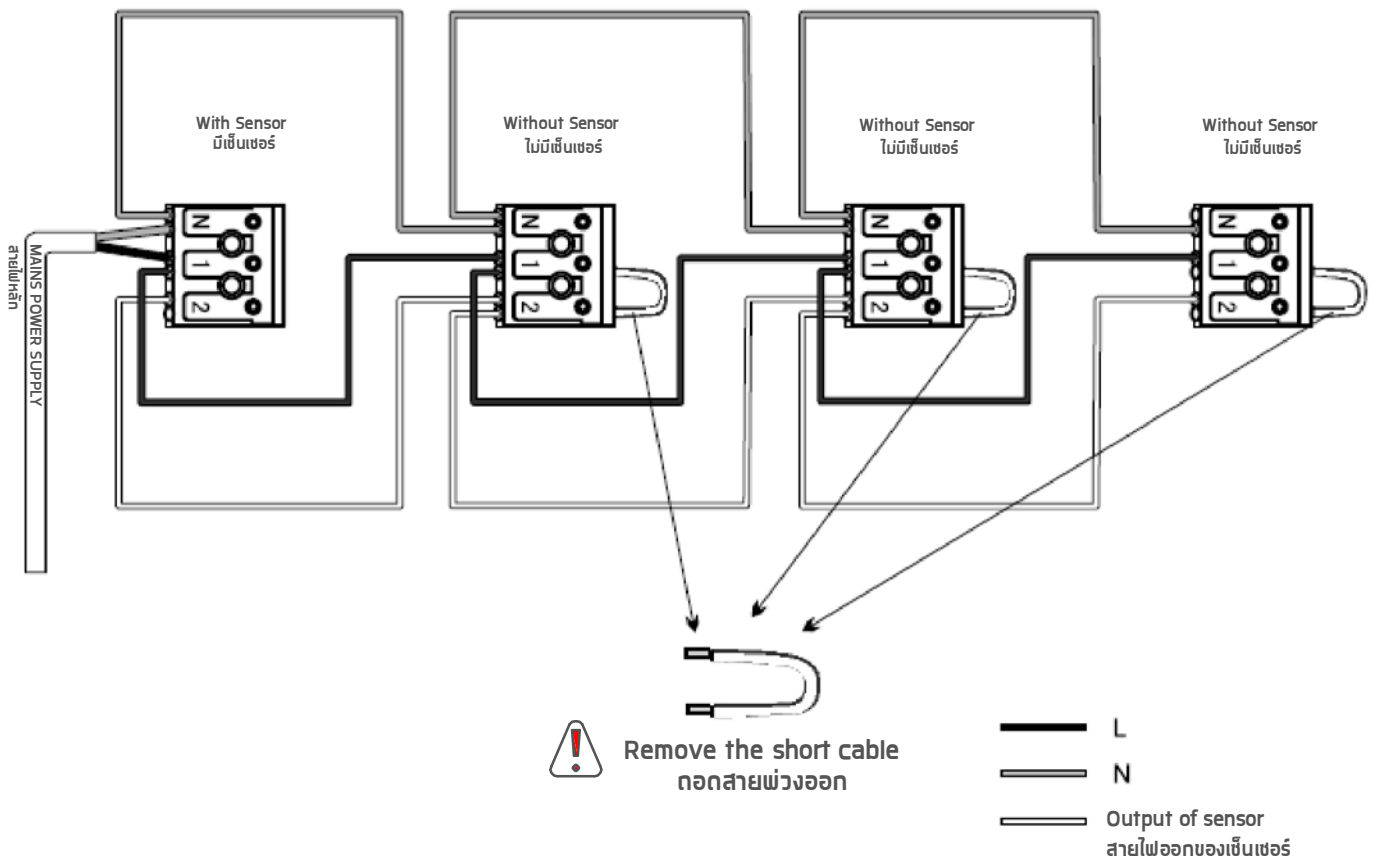 With Sensor
มีเซ็นเซอร์
Without Sensor
ไม่มีเซ็นเซอร์
Without Sensor
ไม่มีเซ็นเซอร์
Without Sensor
ไม่มีเซ็นเซอร์
N
1
2
N
1
2
N
1
2
N
1
2
MAINS POWER SUPPLY
สายไฟหลัก
Remove the short cable
ถอดสายพ่วงออก
L
N
Output of sensor
สายไฟออกของเซ็นเซอร์